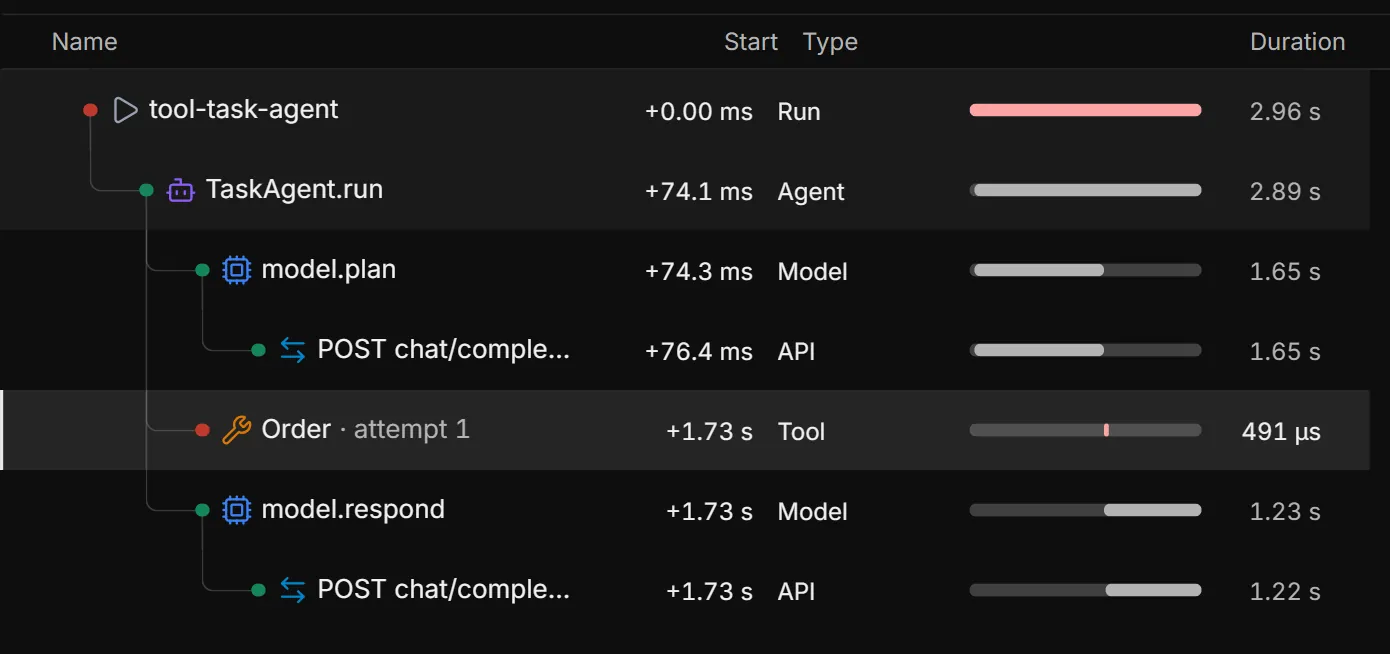 Name Start Type Duration
tool-task-agent +0.00 ms Run 2.96 s
TaskAgent.run +74.1 ms Agent 2.89 s
model.plan +74.3 ms Model 1.65 s
POST chat/comple... +76.4 ms API 1.65 s
Order · attempt 1 +1.73 s Tool 491 µs
model.respond +1.73 s Model 1.23 s
POST chat/comple... +1.73 s API 1.22 s